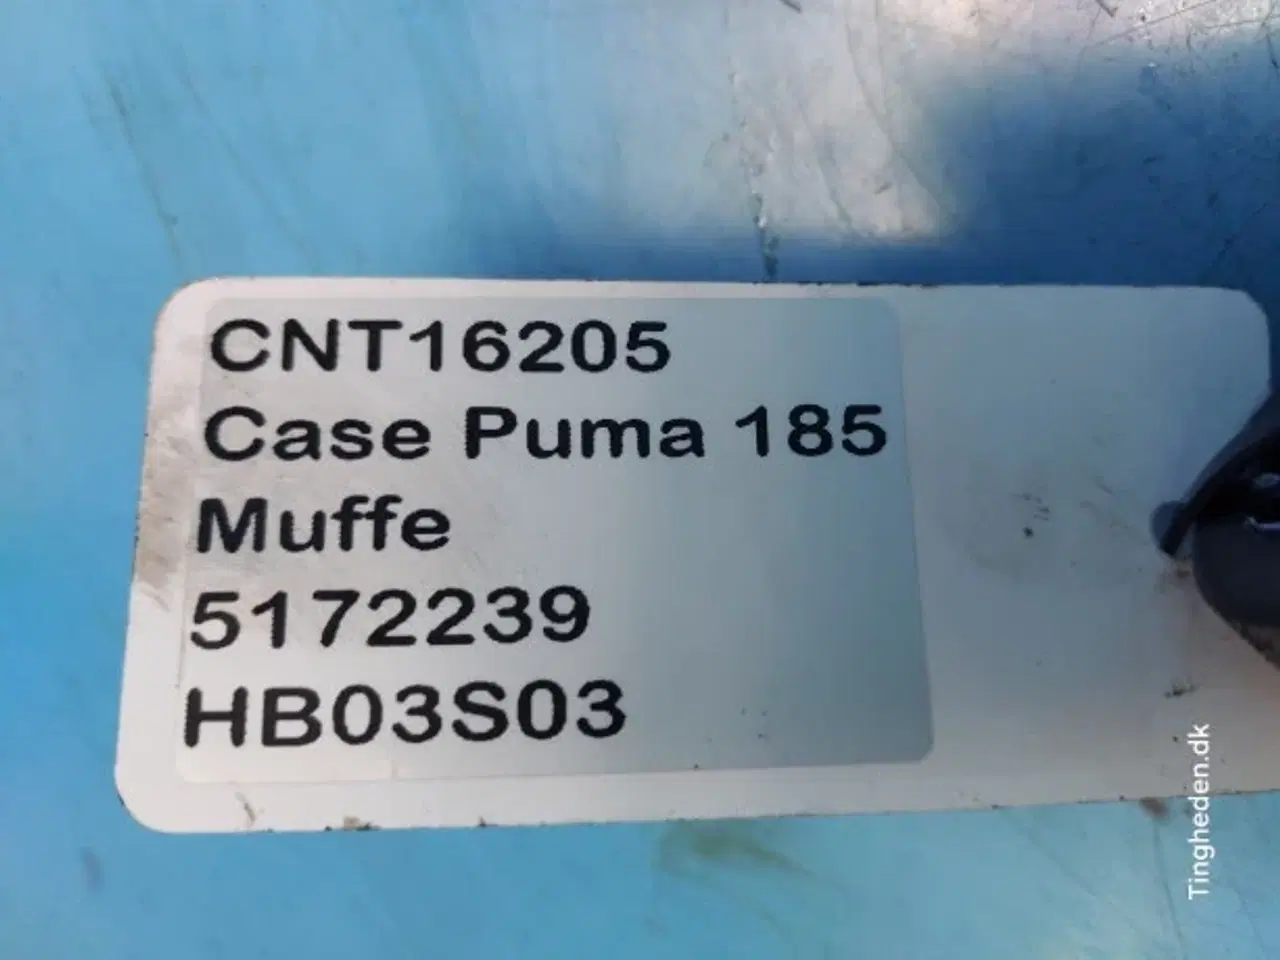 CNT16205
Case Puma 185
Muffe
5172239
HB03S03
Tingheden.dk